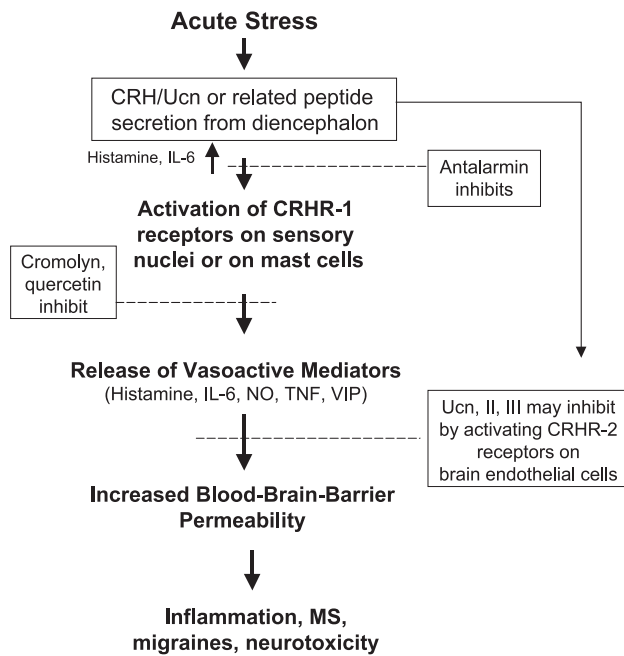 Acute Stress
CRH/Ucn or related peptide
secretion from diencephalon
Histamine, IL-6
Antalarmin
inhibits
Activation of CRHR-1
receptors on sensory
nuclei or on mast cells
Cromolyn,
quercetin
inhibit
Release of Vasoactive Mediators
(Histamine, IL-6, NO, TNF, VIP)
Ucn, II, III may inhibit
by activating CRHR-2
receptors on
brain endothelial cells
Increased Blood-Brain-Barrier
Permeability
Inflammation, MS,
migraines, neurotoxicity